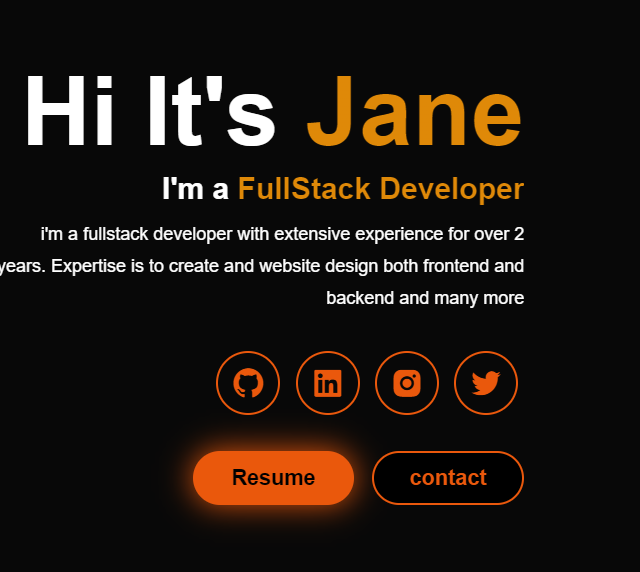 Hi It's Jane
I'm a FullStack Developer
i'm a fullstack developer with extensive experience for over 2
years. Expertise is to create and website design both frontend and
backend and many more
in
Resume
contact